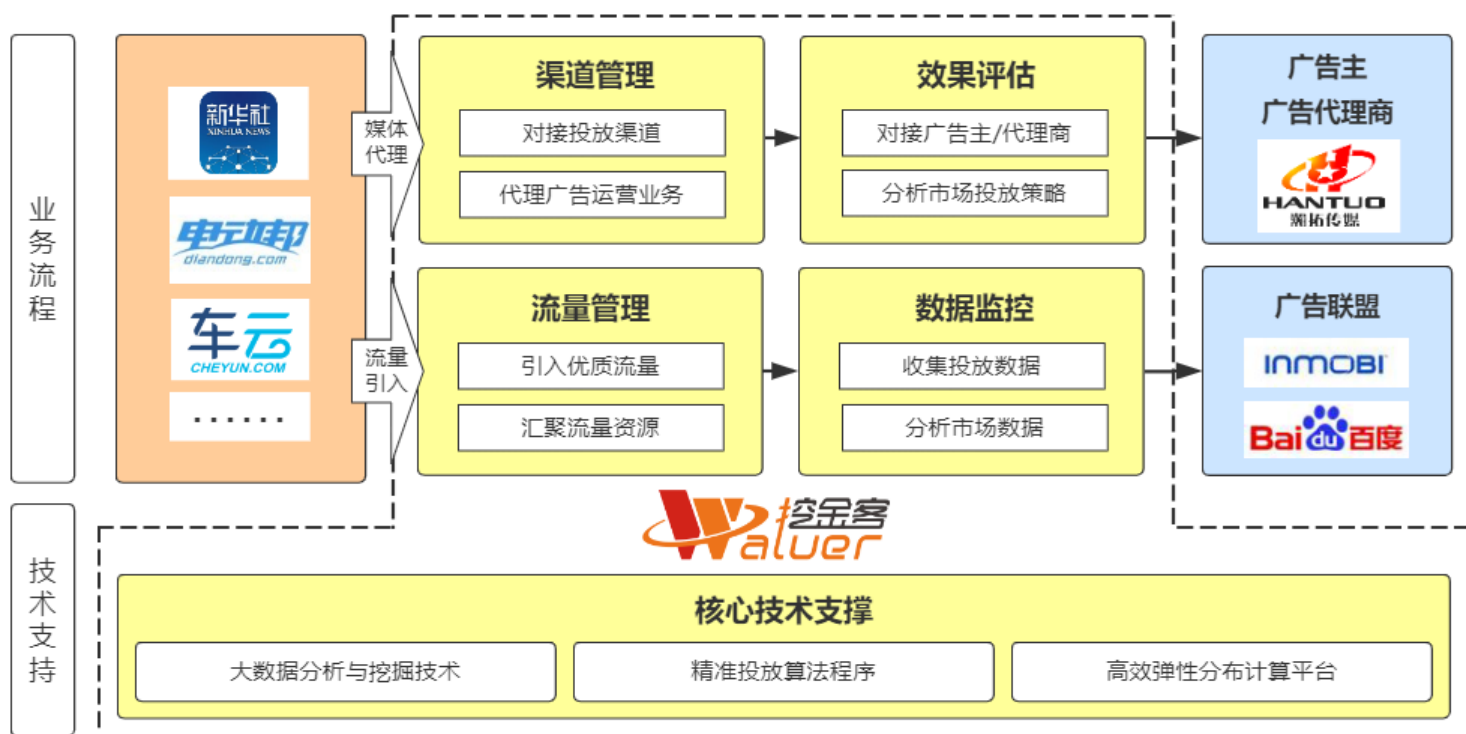 业务流程
新华社
XINHUA NEWS
电动邦
diandong.com
车云
CHEYUN.COM
......
媒体
代理
流量
引入
渠道管理
对接投放渠道
代理广告运营业务
效果评估
对接广告主/代理商
分析市场投放策略
广告主
广告代理商
HANTUO
瀚拓传媒
流量管理
引入优质流量
汇聚流量资源
数据监控
收集投放数据
分析市场数据
广告联盟
INMOBI
Bai du 百度
挖金客
Waluer
技术支持
核心技术支撑
大数据分析与挖掘技术
精准投放算法程序
高效弹性分布计算平台